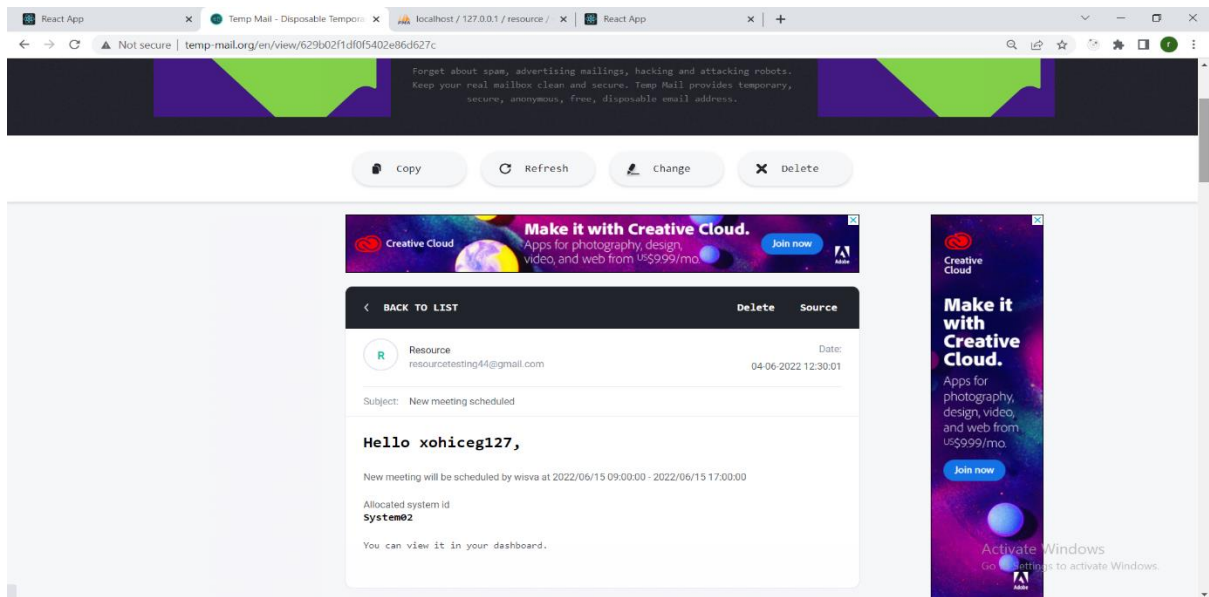 React App
Temp Mail - Disposable Tempora
localhost / 127.0.0.1 / resource /
React App
Not secure | temp-mail.org/en/view/629b02f1df0f5402e86d627c
Forget about spam, advertising mailings, hacking and attacking robots.
Keep your real mailbox clean and secure. Temp Mail provides temporary,
secure, anonymous, free, disposable email address.
Copy Refresh Change Delete
Creative Cloud
Make it with Creative Cloud.
Apps for photography, design,
video, and web from US$9.99/mo.
Join now
Adobe
BACK TO LIST Delete Source
R
Resource
resourcetesting44@gmail.com
Date:
04-06-2022 12:30:01
Subject: New meeting scheduled
Hello xohiceg127,
New meeting will be scheduled by wisva at 2022/06/15 09:00:00 - 2022/06/15 17:00:00
Allocated system id
System02
You can view it in your dashboard.
Creative
Cloud
Make it
with
Creative
Cloud.
Apps for
photography,
design, video,
and web from
US$9.99/mo.
Join now
Adobe
Activate Windows
Go to Settings to activate Windows.